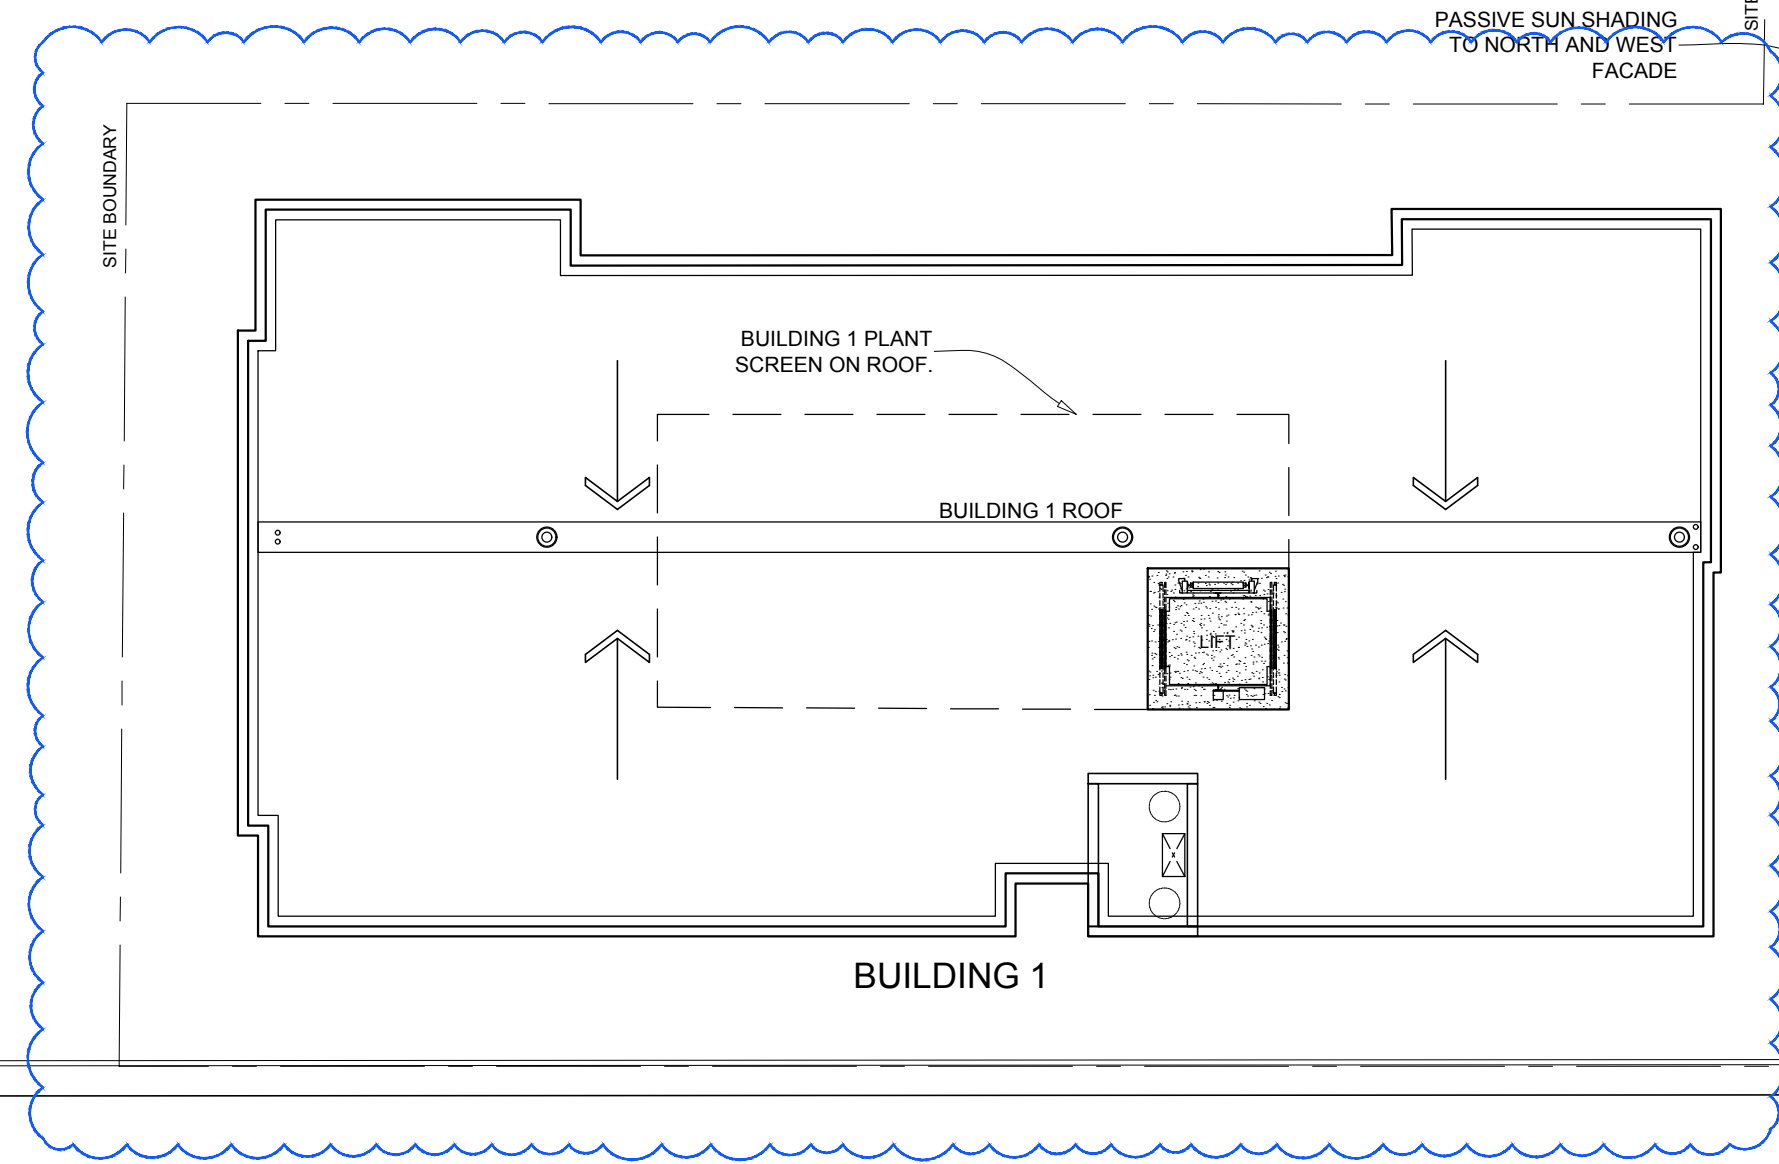 PASSIVE SUN SHADING
TO NORTH AND WEST
FACADE
SITE
SITE BOUNDARY
BUILDING 1 PLANT
SCREEN ON ROOF.
BUILDING 1 ROOF
LIFT
BUILDING 1